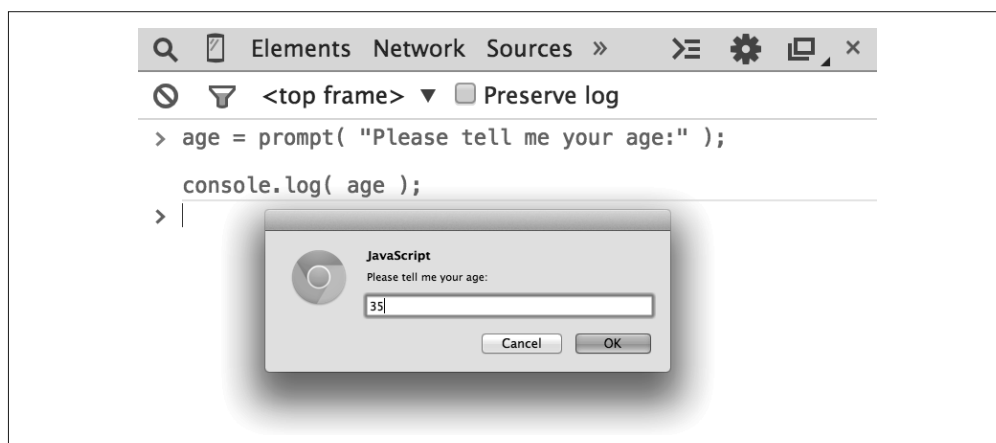 Elements Network Sources »
<top frame> ▼ Preserve log
> age = prompt( "Please tell me your age:" );
console.log( age );
>
JavaScript
Please tell me your age:
35
Cancel OK